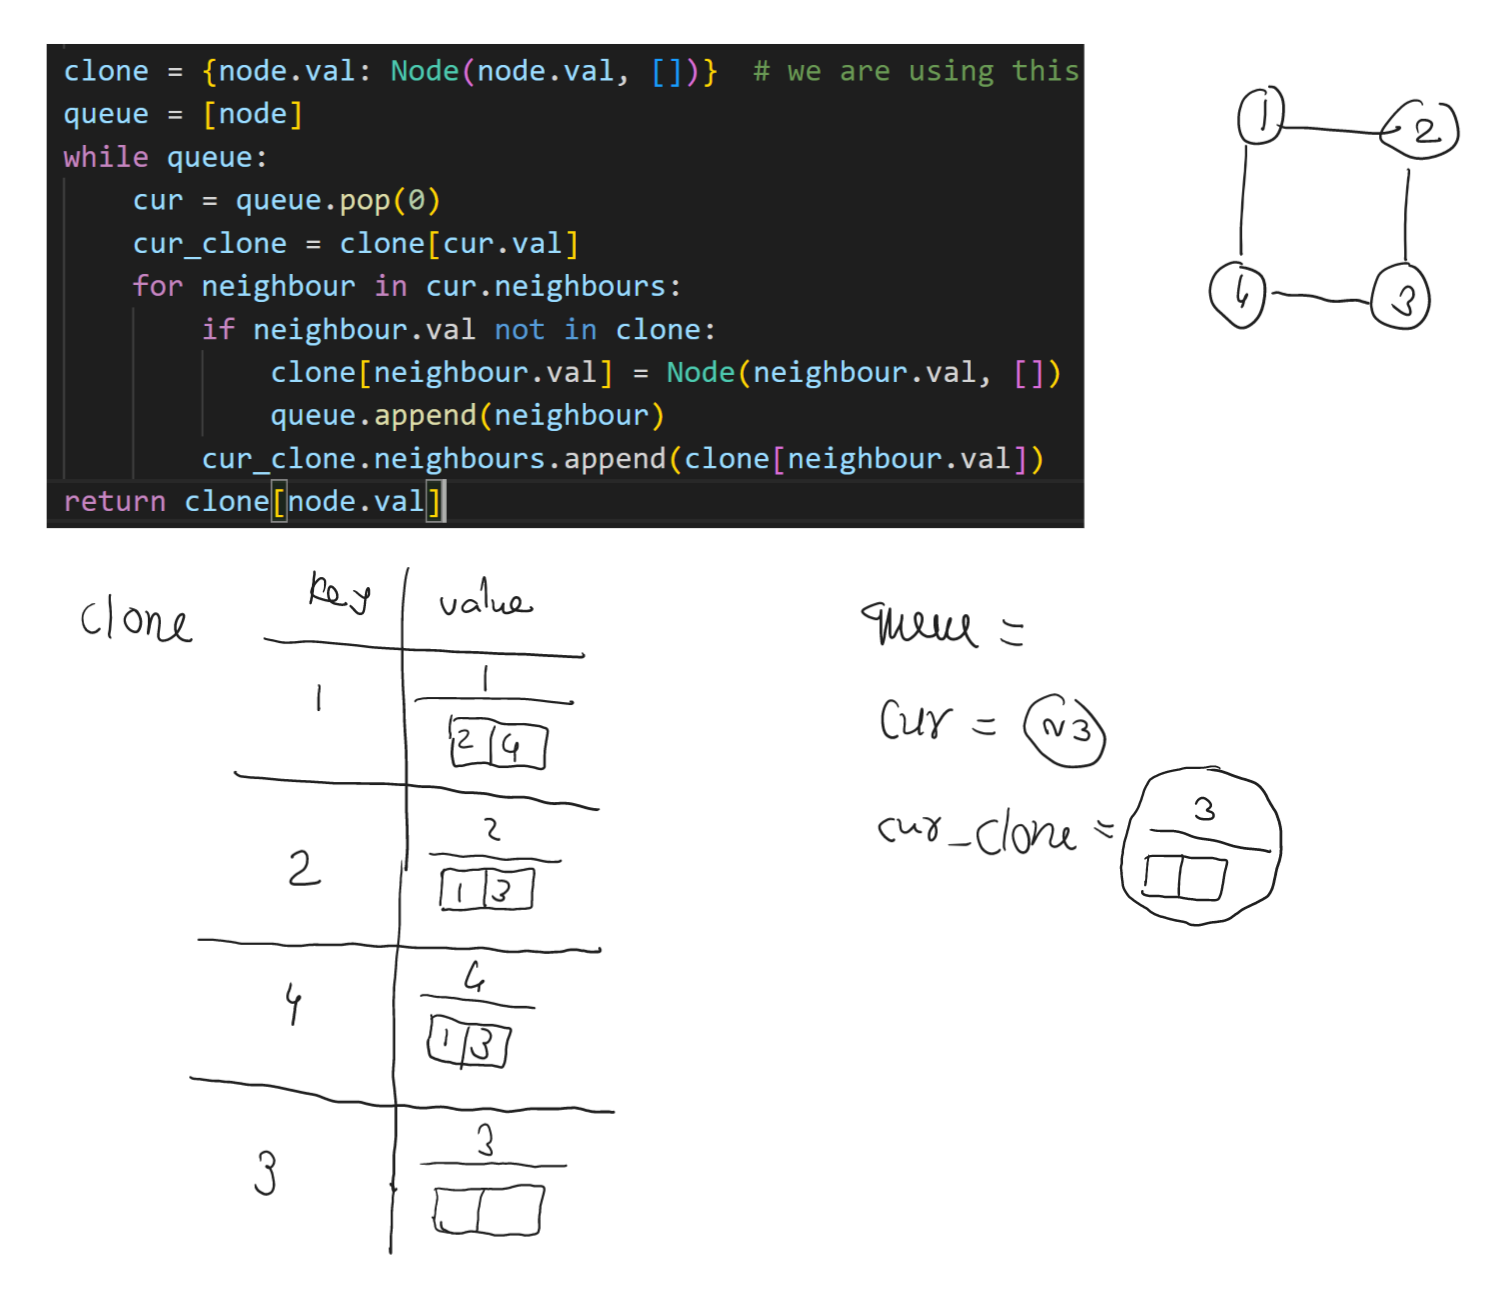 clone = {node.val: Node(node.val, [])}  # we are using this
queue = [node]
while queue:
    cur = queue.pop(0)
    cur_clone = clone[cur.val]
    for neighbour in cur.neighbours:
        if neighbour.val not in clone:
            clone[neighbour.val] = Node(neighbour.val, [])
            queue.append(neighbour)
        cur_clone.neighbours.append(clone[neighbour.val])
return clone[node.val]
1 2
4 3
clone key value
1 1
2 4
2 2
1 3
4 4
1 3
3 3
queue =
cur = N3
cur_clone = 3